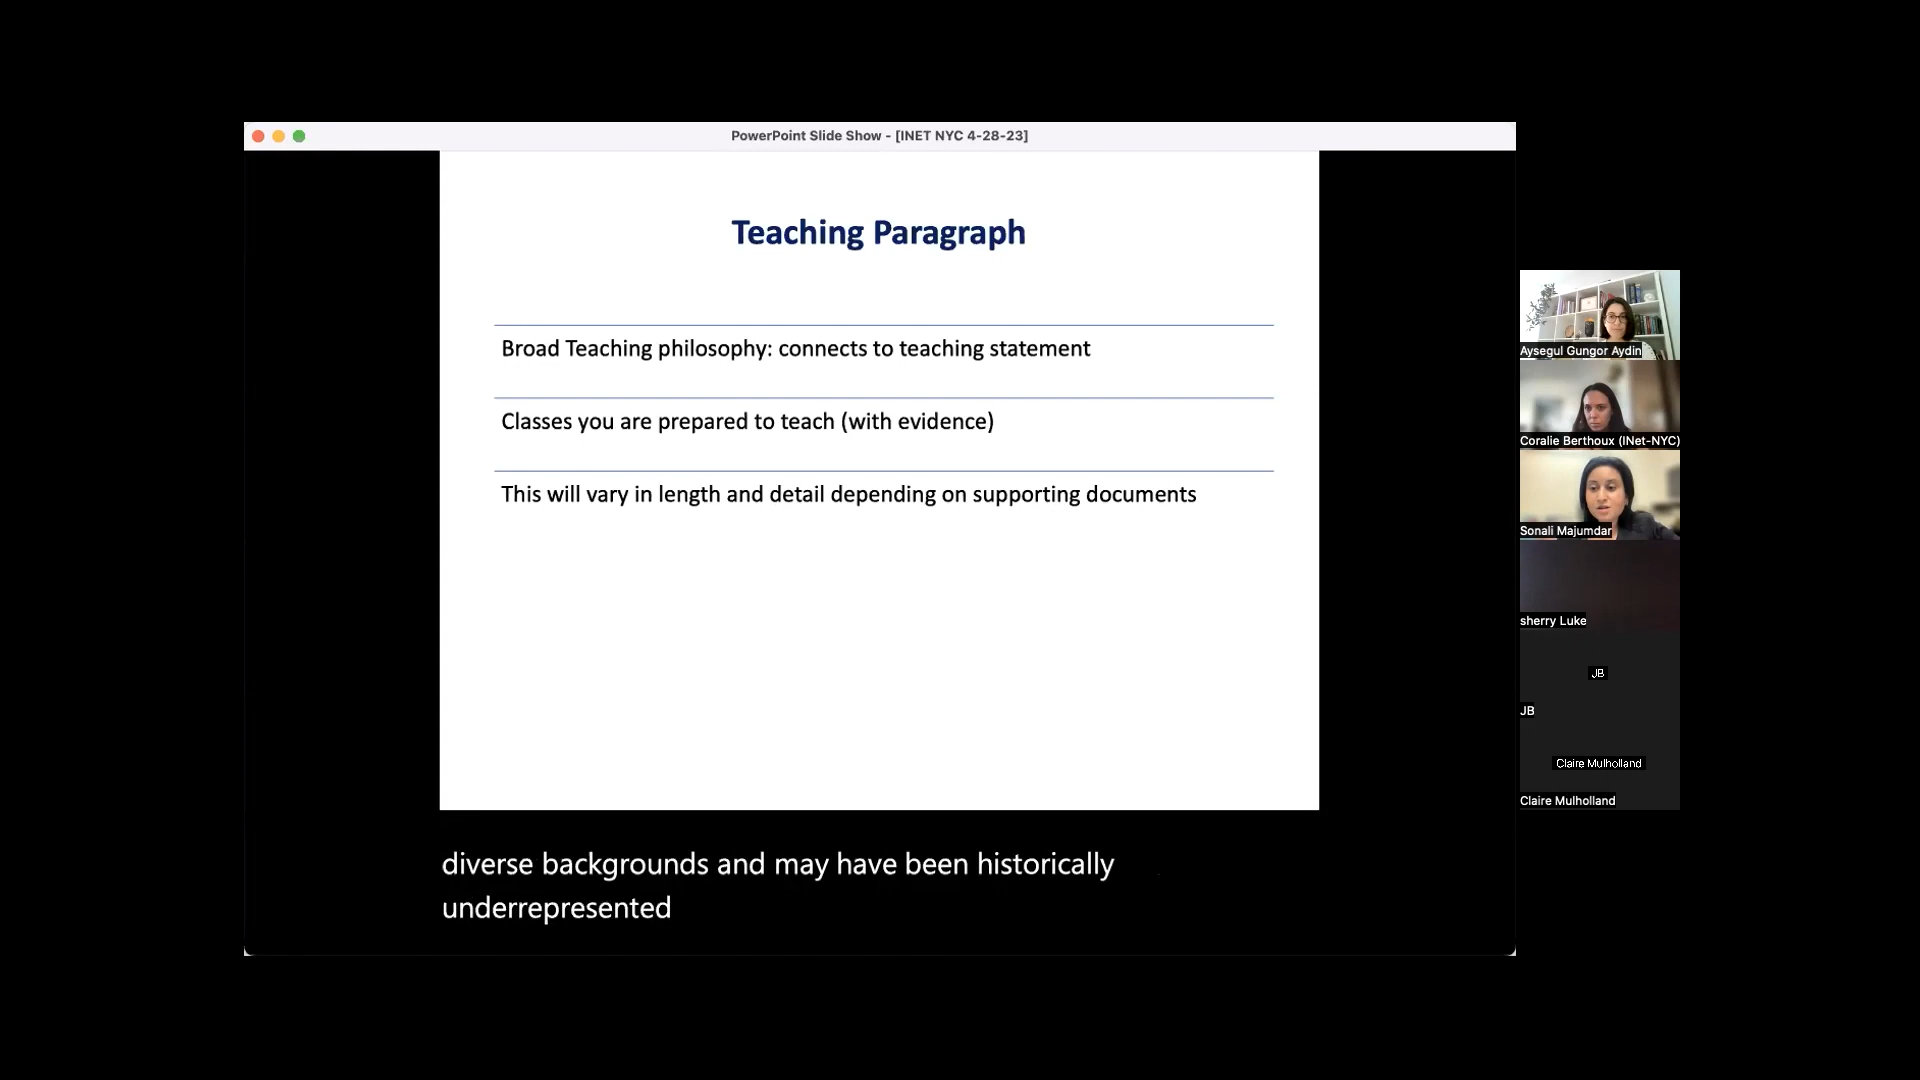 PowerPoint Slide Show - [INET NYC 4-28-23]
Teaching Paragraph
Broad Teaching philosophy: connects to teaching statement
Classes you are prepared to teach (with evidence)
This will vary in length and detail depending on supporting documents
diverse backgrounds and may have been historically
underrepresented
Aysegul Gungor Aydin
Coralie Berthoux (INet-NYC)
Sonali Majumdar
sherry Luke
JB
JB
Claire Mulholland
Claire Mulholland